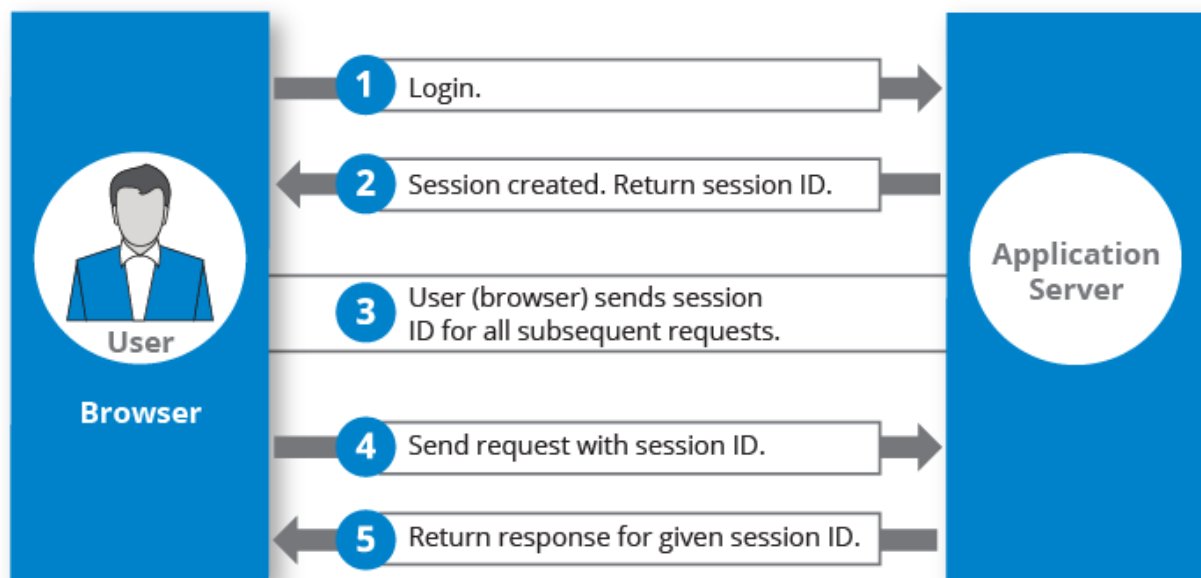 1 Login.
2 Session created. Return session ID.
3 User (browser) sends session
ID for all subsequent requests.
User
Browser
Application
Server
4 Send request with session ID.
5 Return response for given session ID.